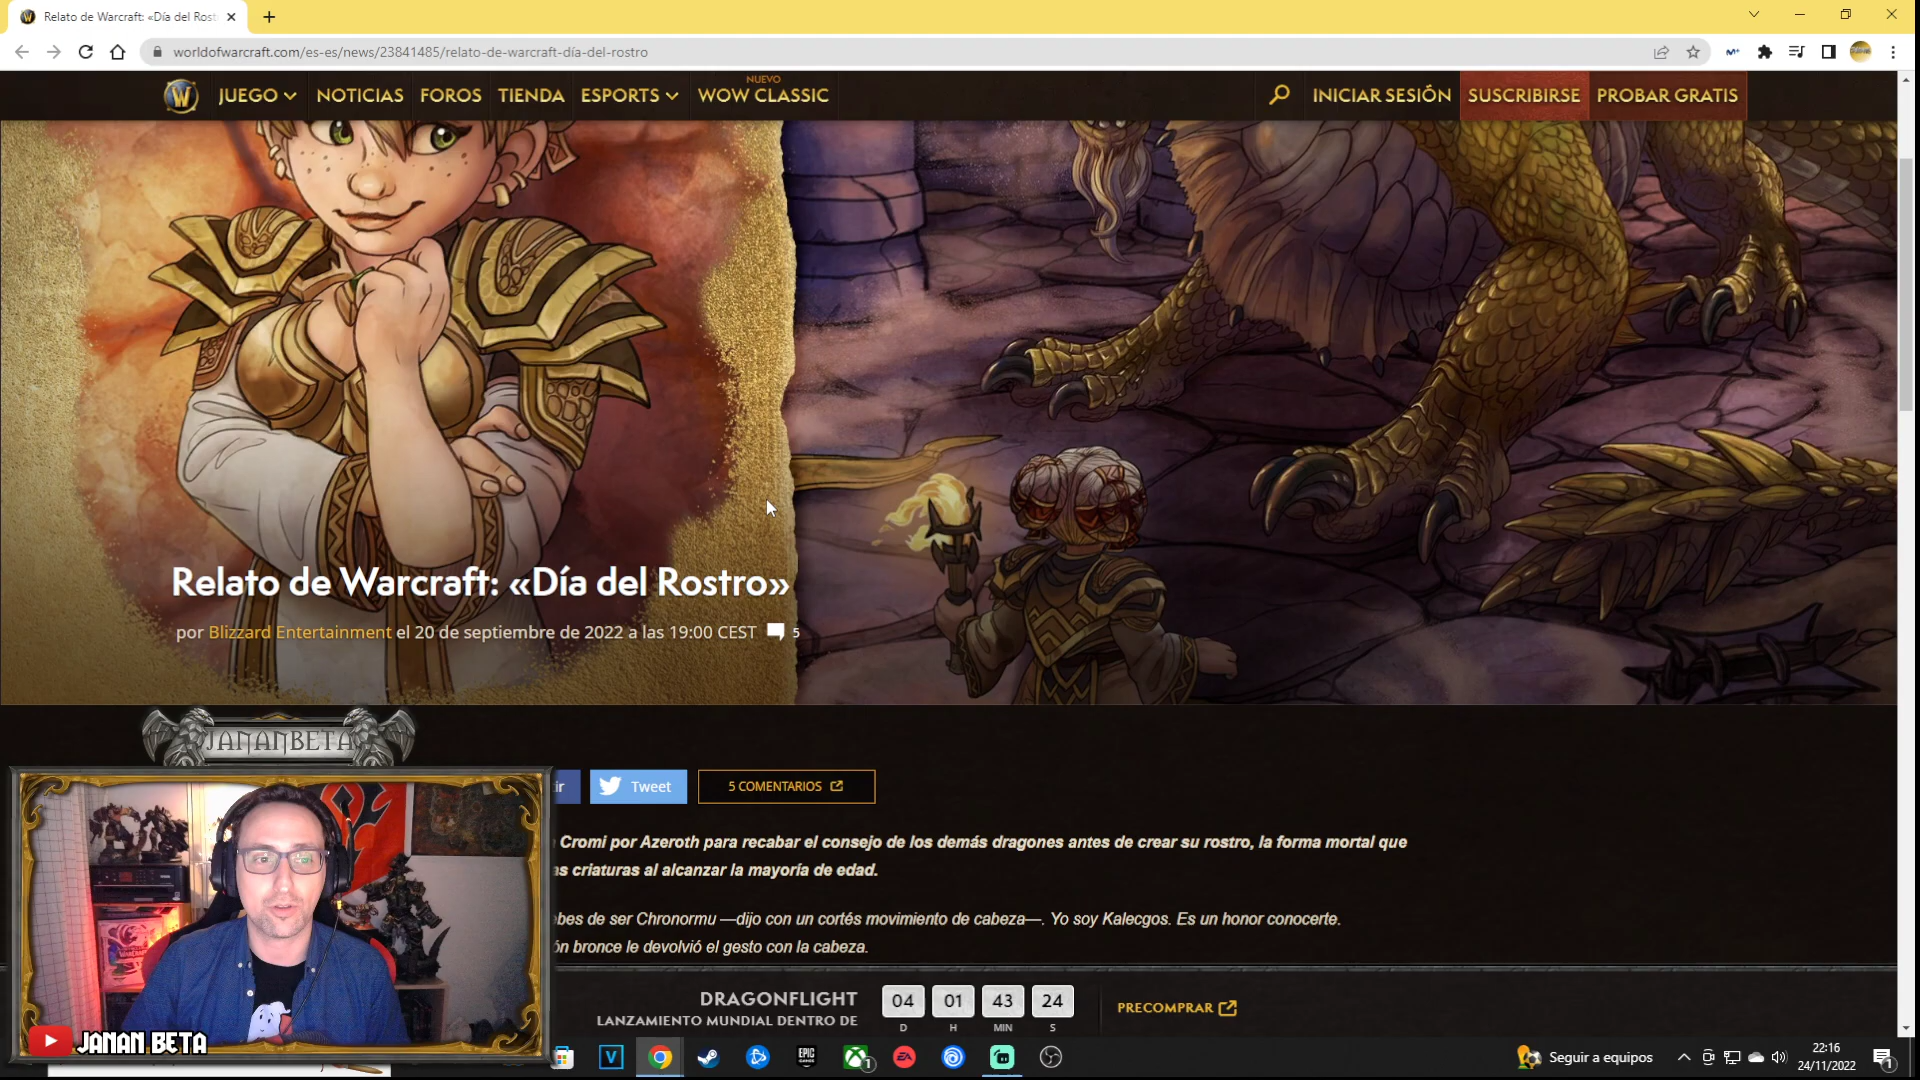 Relato de Warcraft: «Día del Rost
worldofwarcraft.com/es-es/news/23841485/relato-de-warcraft-día-del-rostro
JUEGO NOTICIAS FOROS TIENDA ESPORTS NUEVO WOW CLASSIC INICIAR SESIÓN SUSCRIBIRSE PROBAR GRATIS
Relato de Warcraft: «Día del Rostro»
por Blizzard Entertainment el 20 de septiembre de 2022 a las 19:00 CEST 5
JANANBETA
ir Tweet 5 COMENTARIOS
Cromi por Azeroth para recabar el consejo de los demás dragones antes de crear su rostro, la forma mortal que
as criaturas al alcanzar la mayoría de edad.
ebes de ser Chronormu —dijo con un cortés movimiento de cabeza—. Yo soy Kalecgos. Es un honor conocerte.
ón bronce le devolvió el gesto con la cabeza.
DRAGONFLIGHT
LANZAMIENTO MUNDIAL DENTRO DE
04 01 43 24
D H MIN S
PRECOMPRAR
JANAN BETA
Seguir a equipos
22:16
24/11/2022